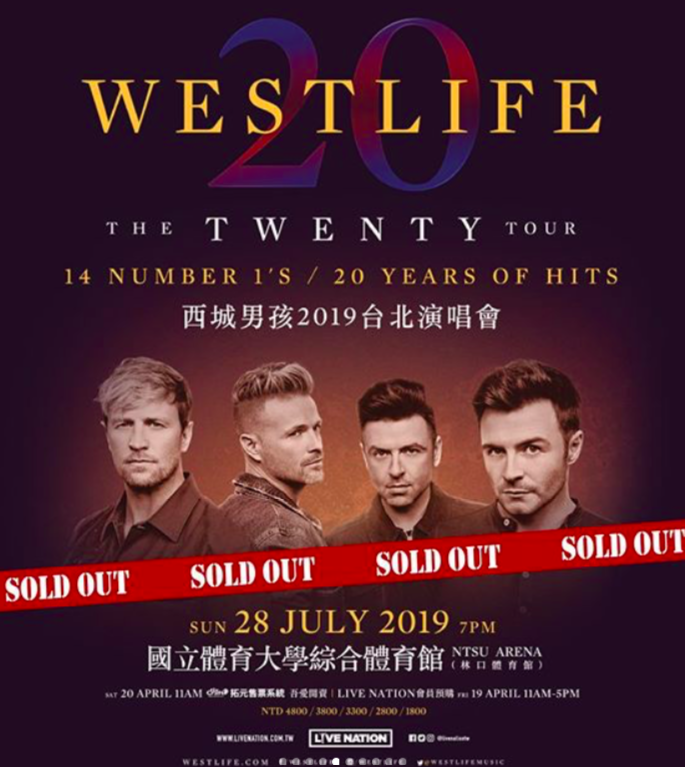 20
WESTLIFE
THE TWENTY TOUR
14 NUMBER 1'S / 20 YEARS OF HITS
西城男孩2019台北演唱會
SOLD OUT SOLD OUT SOLD OUT SOLD OUT
SUN 28 JULY 2019 7PM
國立體育大學綜合體育館 NTSU ARENA
(林口體育館)
SAT 20 APRIL 11AM 拓元售票系統 吾愛開賣 | LIVE NATION會員預購 FRI 19 APRIL 11AM-5PM
NTD 4800 / 3800 / 3300 / 2800 / 1800
WWW.LIVENATION.COM.TW LIVE NATION @livenationtw
WESTLIFE.COM @WESTLIFEMUSIC